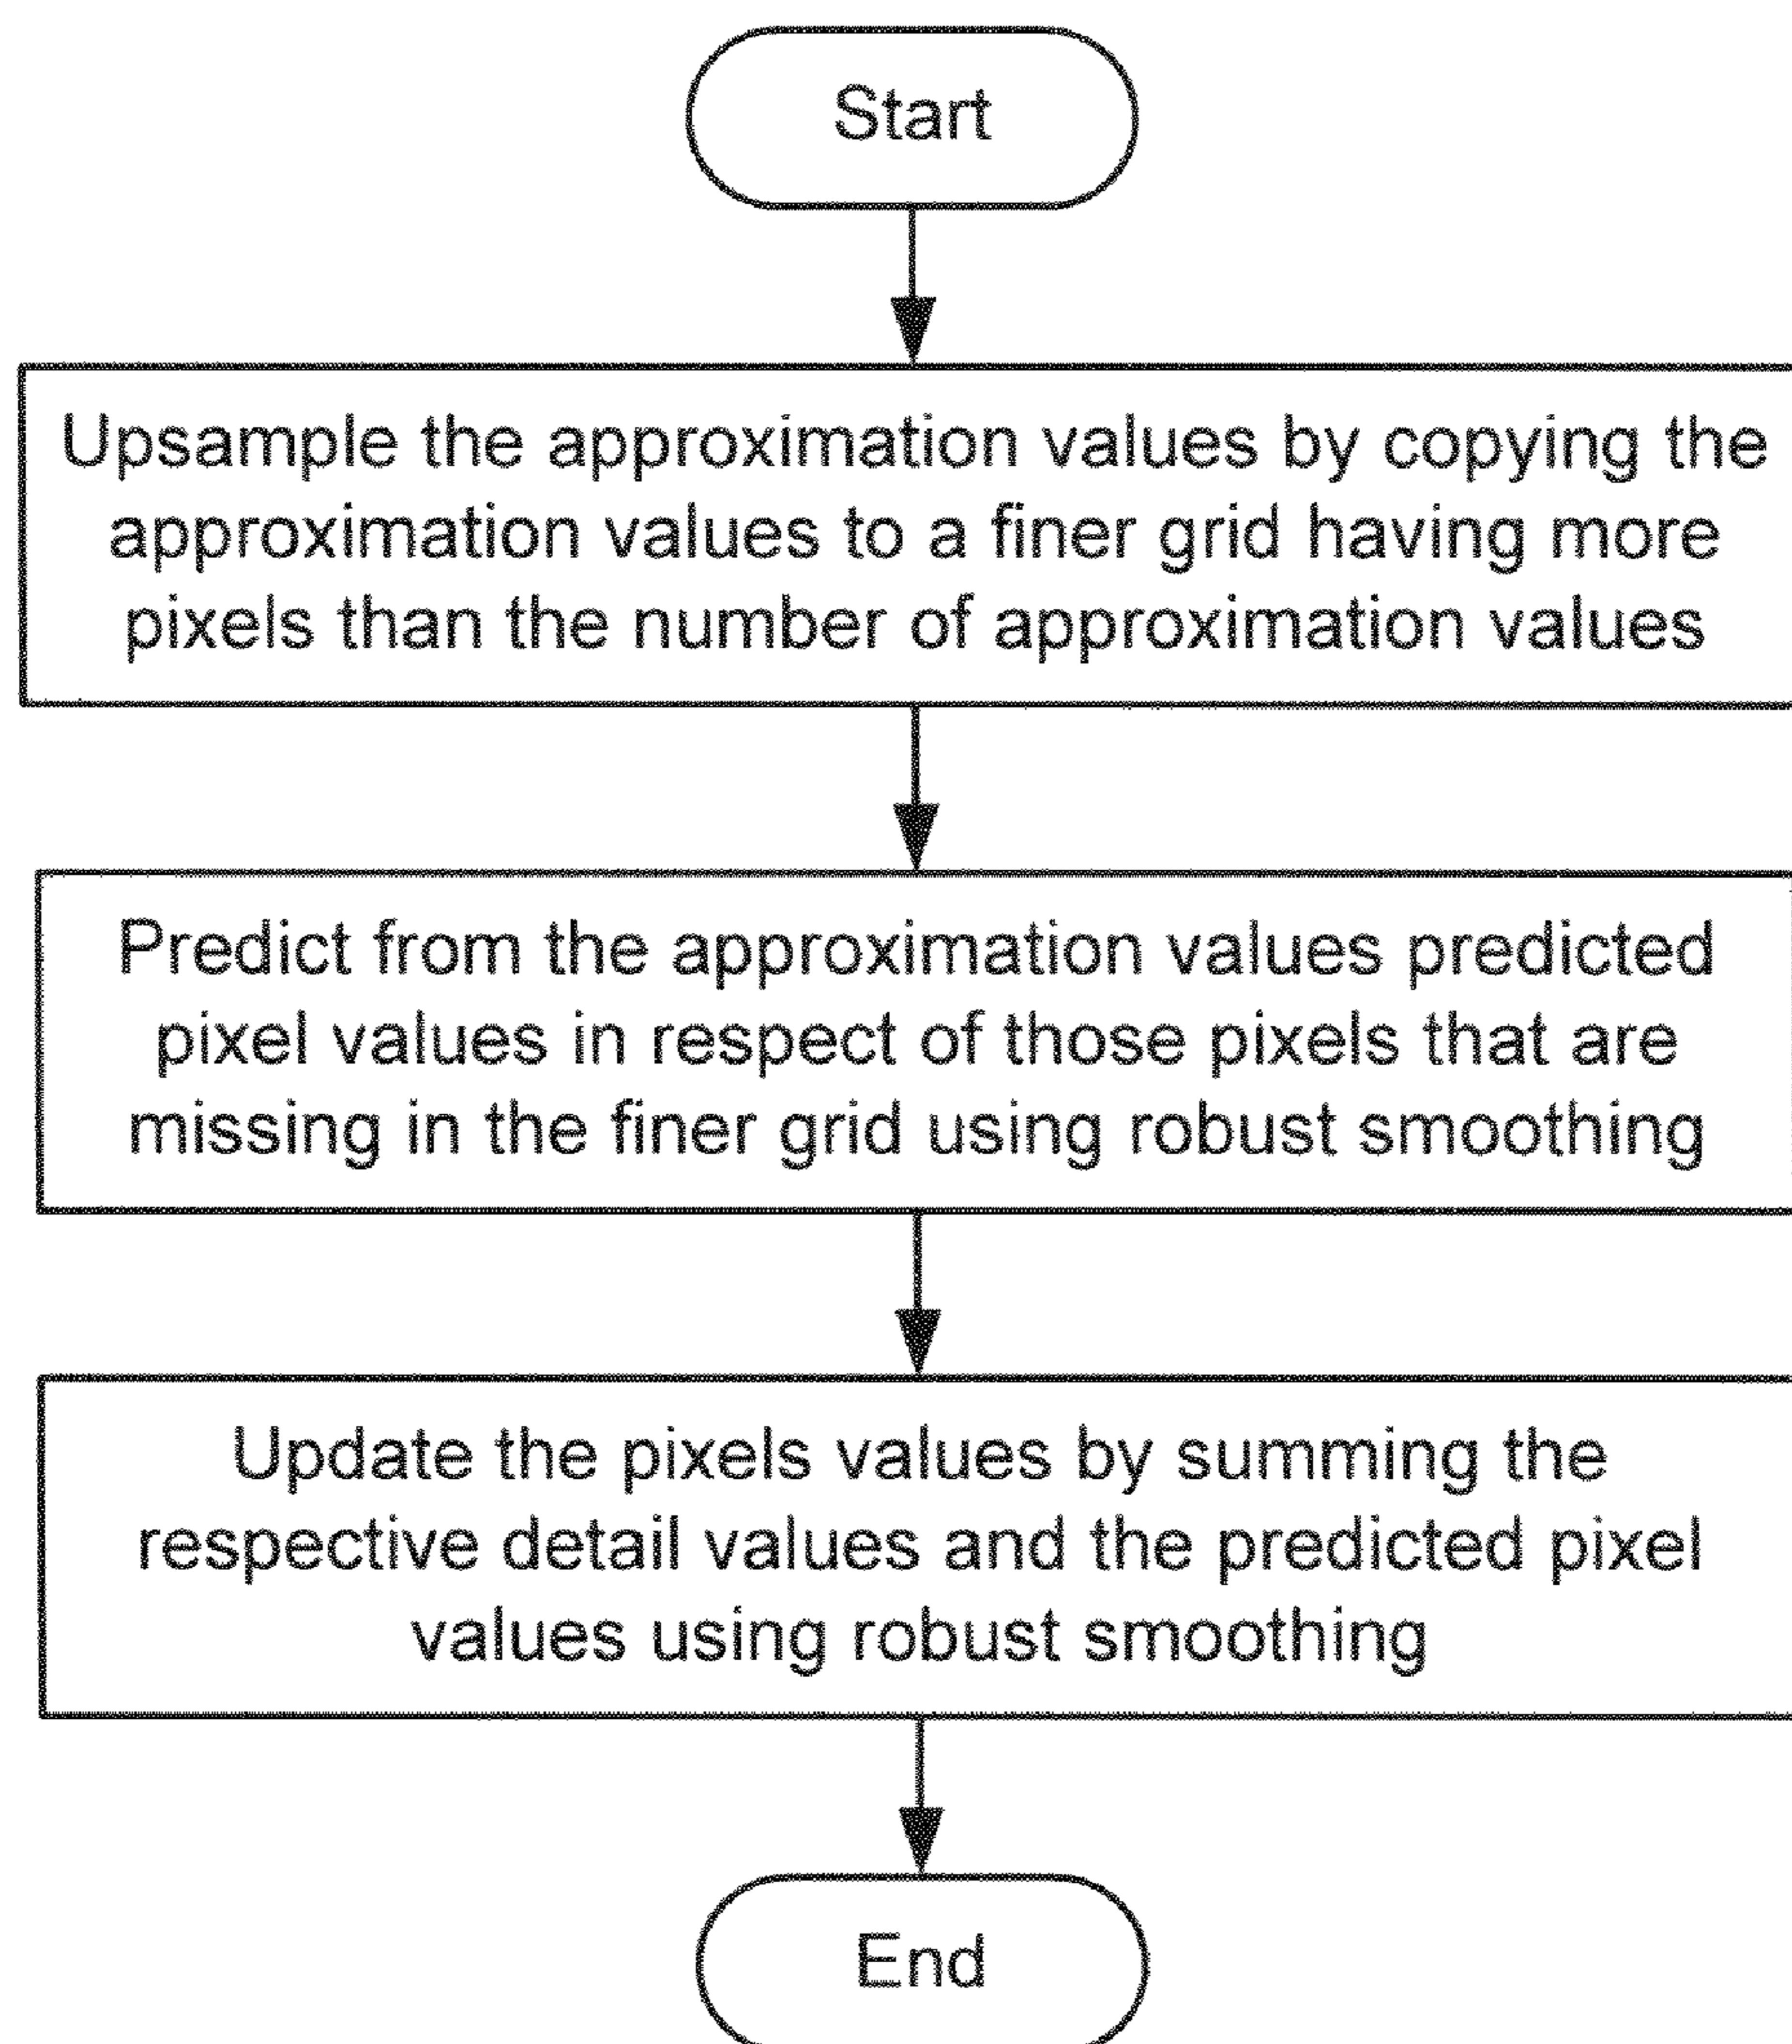 Start
Upsample the approximation values by copying the
approximation values to a finer grid having more
pixels than the number of approximation values
Predict from the approximation values predicted
pixel values in respect of those pixels that are
missing in the finer grid using robust smoothing
Update the pixels values by summing the
respective detail values and the predicted pixel
values using robust smoothing
End